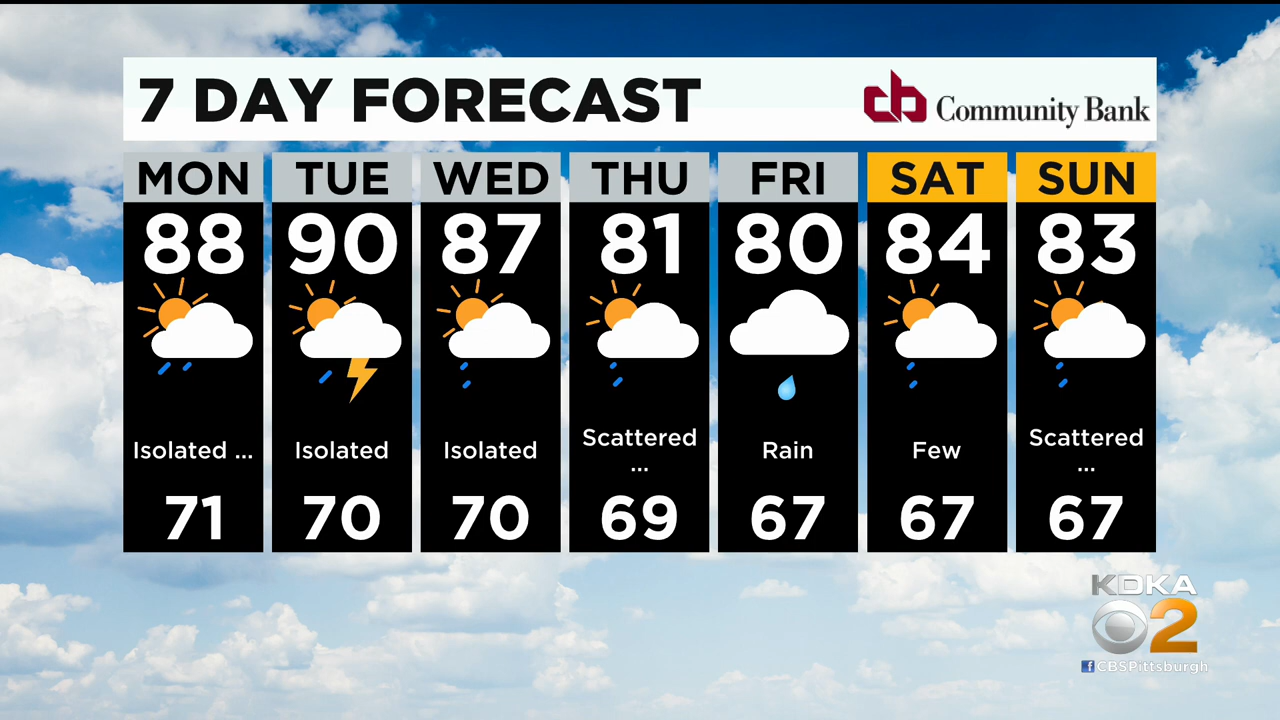 7 DAY FORECAST
cb Community Bank
MON TUE WED THU FRI SAT SUN
88 90 87 81 80 84 83
Isolated ... Isolated Isolated Scattered ... Rain Few Scattered ...
71 70 70 69 67 67 67
KDKA
2
f CBSPittsburgh